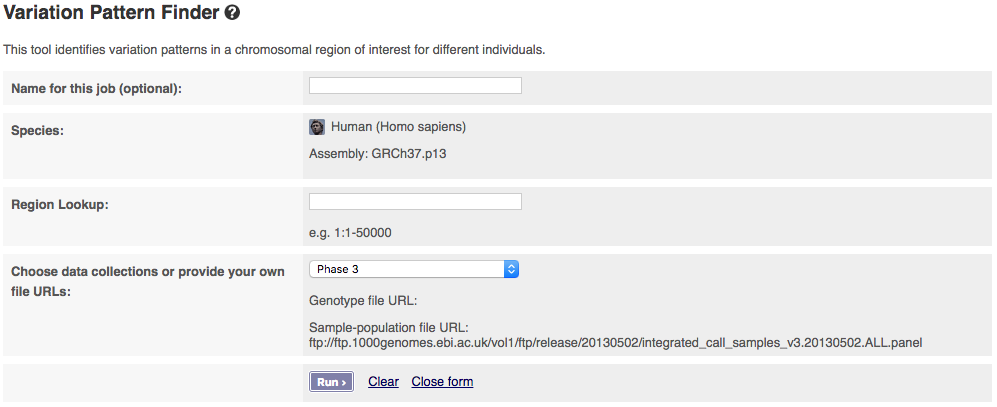 Variation Pattern Finder ?
This tool identifies variation patterns in a chromosomal region of interest for different individuals.
Name for this job (optional):
Species:
Human (Homo sapiens)
Assembly: GRCh37.p13
Region Lookup:
e.g. 1:1-50000
Choose data collections or provide your own
file URLs:
Phase 3
Genotype file URL:
Sample-population file URL:
ftp://ftp.1000genomes.ebi.ac.uk/vol1/ftp/release/20130502/integrated_call_samples_v3.20130502.ALL.panel
Run › Clear Close form